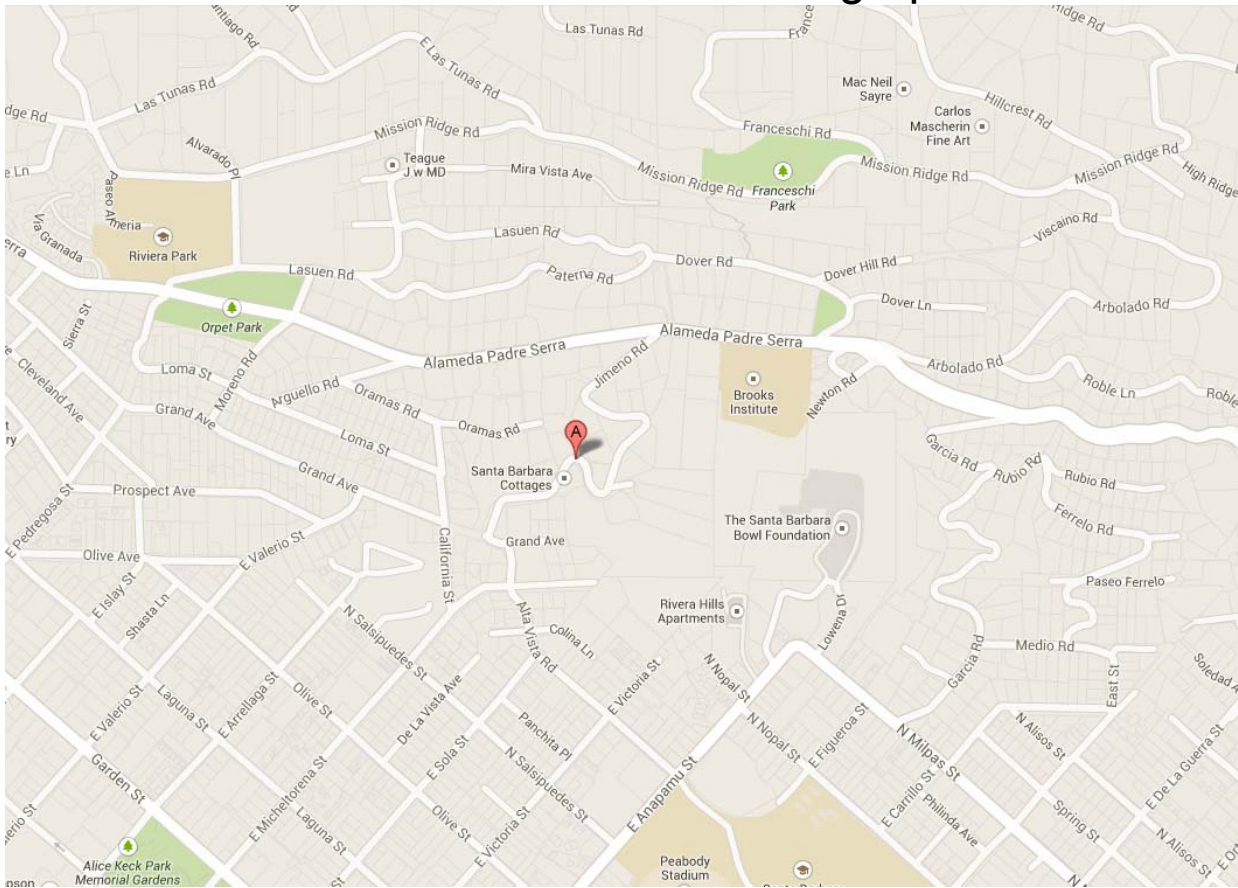 Las Tunas Rd
Ridge Rd
E Las Tunas Rd
Las Tunas Rd
Mac Neil
Sayre
Carlos
Mascherin
Fine Art
Hillcrest Rd
Mission Ridge Rd
Franceschi Rd
Alvarado Pl
Teague
J w MD
Mira Vista Ave
Mission Ridge Rd
Franceschi
Park
Mission Ridge Rd
Mission Ridge Rd
High Ridge
Via Granada
Riviera Park
Lasuen Rd
Viscaino Rd
Lasuen Rd
Paterna Rd
Dover Rd
Dover Hill Rd
Dover Ln
Arbolado Rd
Sierra St
Orpet Park
Alameda Padre Serra
Alameda Padre Serra
Jimeno Rd
Cleveland Ave
Loma St
Moreno Rd
Arguello Rd
Oramas Rd
Brooks
Institute
Newton Rd
Arbolado Rd
Roble Ln
Roble
Grand Ave
Loma St
Oramas Rd
A
Grand Ave
Santa Barbara
Cottages
Garcia Rd
Rubio Rd
Rubio Rd
E Pedregosa St
Prospect Ave
E Valerio St
California St
The Santa Barbara
Bowl Foundation
Ferrelo Rd
Olive Ave
Grand Ave
Paseo Ferrelo
E Islay St
Shasta Ln
N Salsipuedes St
Alta Vista Rd
Colina Ln
Rivera Hills
Apartments
Lowena Dr
Garcia Rd
Medio Rd
East St
E Valerio St
Laguna St
E Arrellaga St
Olive St
De La Vista Ave
E Victoria St
N Nopal St
N Nopal St
E Figueroa St
N Milpas St
N Alisos St
Garden St
E Micheltorena St
Laguna St
E Sola St
Olive St
Panchita Pl
N Salsipuedes St
E Victoria St
E Anapamu St
E Carrillo St
Philinda Ave
Spring St
E De La Guerra St
N Alisos St
Alice Keck Park
Memorial Gardens
Peabody
Stadium